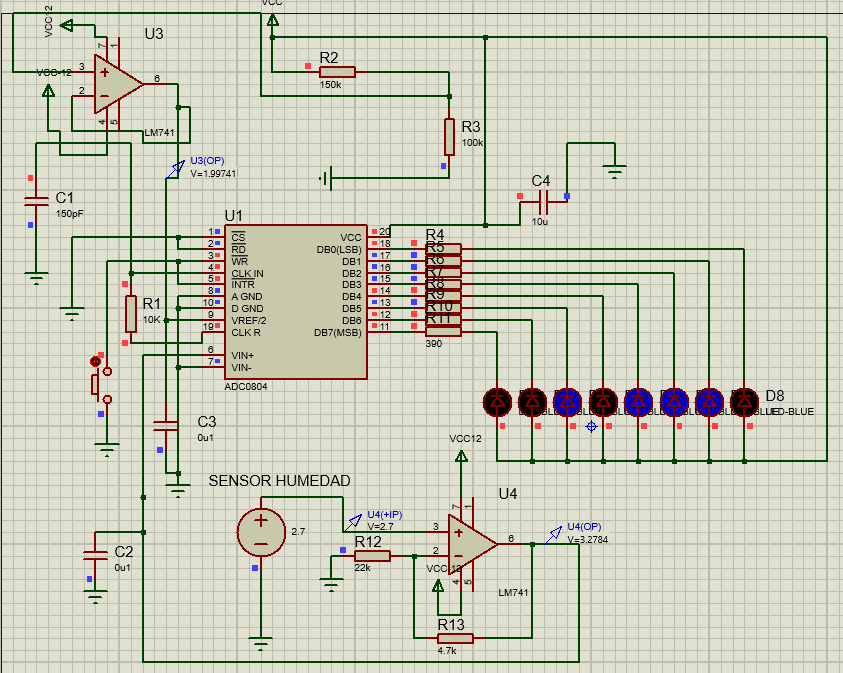 VCC
VCC12
U3
VCC-12
3
2
7
1
6
4
5
LM741
R2
150k
R3
100k
U3(OP)
V=1.99741
C1
150pF
C4
10u
U1
1
CS
2
RD
3
WR
4
CLK IN
5
INTR
8
A GND
10
D GND
9
VREF/2
19
CLK R
6
VIN+
7
VIN-
VCC
20
DB0(LSB)
18
DB1
17
DB2
16
DB3
15
DB4
14
DB5
13
DB6
12
DB7(MSB)
11
ADC0804
R4
R5
R6
R7
R8
R9
R10
R11
390
R1
10K
C3
0u1
D8
LED-BLUE
VCC12
SENSOR HUMEDAD
2.7
U4(+IP)
V=2.7
U4
3
2
7
1
6
4
5
LM741
U4(OP)
V=3.2784
R12
22k
VCC-12
R13
4.7k
C2
0u1